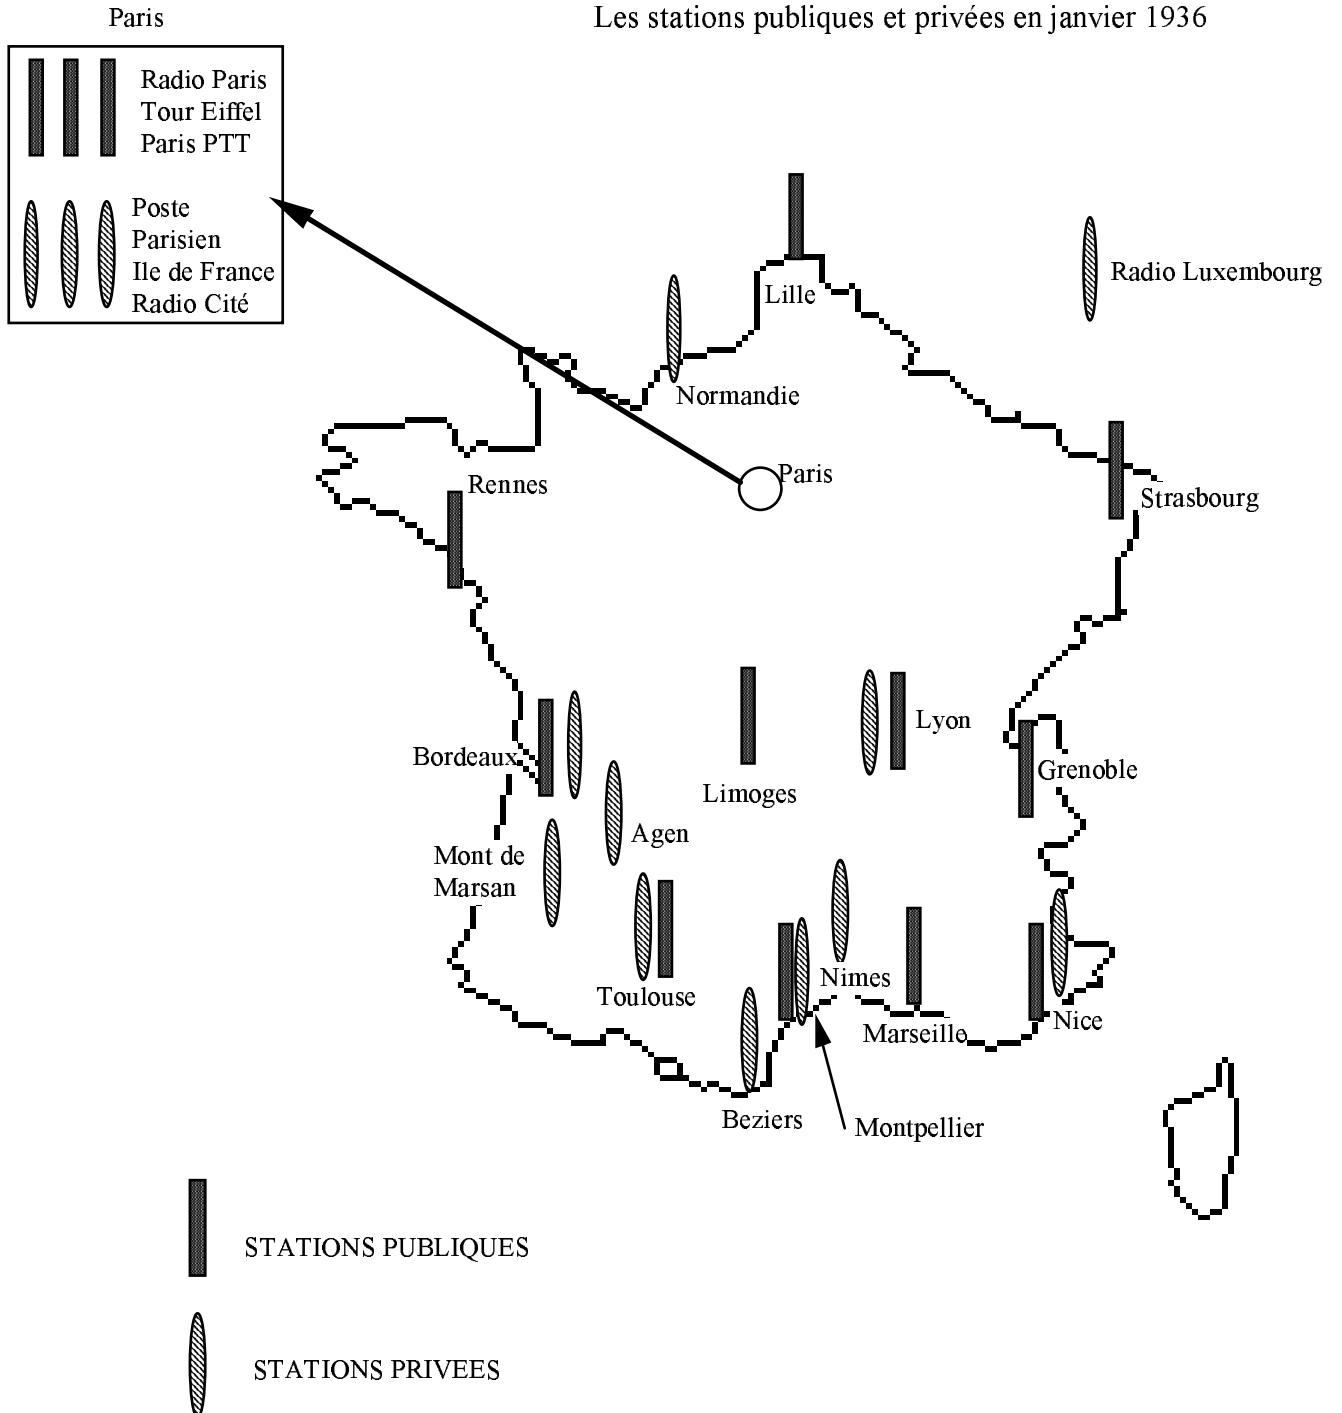 Paris
Les stations publiques et privées en janvier 1936
Radio Paris
Tour Eiffel
Paris PTT
Poste
Parisien
Ile de France
Radio Cité
Radio Luxembourg
Lille
Normandie
Paris
Rennes
Strasbourg
Lyon
Bordeaux
Grenoble
Limoges
Agen
Mont de
Marsan
Nimes
Toulouse
Nice
Marseille
Beziers
Montpellier
STATIONS PUBLIQUES
STATIONS PRIVEES